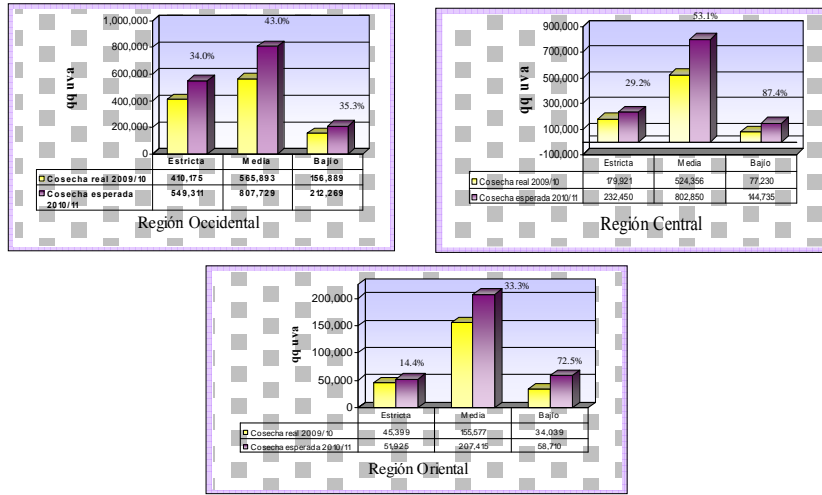 1,000,000
800,000
600,000
400,000
200,000
0
qq uva
34.0%
43.0%
35.3%
Estricta Media Bajío
Cosecha real 2009/10 410,175 565,893 156,889
Cosecha esperada 2010/11 549,311 807,729 212,269
Región Occidental
900,000
700,000
500,000
300,000
100,000
-100,000
qq uva
29.2%
53.1%
87.4%
Estricta Media Bajío
Cosecha real 2009/10 179,921 524,356 77,230
Cosecha esperada 2010/11 232,450 802,850 144,735
Región Central
200,000
150,000
100,000
50,000
0
qq uva
14.4%
33.3%
72.5%
Estricta Media Bajío
Cosecha real 2009/10 45,399 155,577 34,039
Cosecha esperada 2010/11 51,925 207,415 58,710
Región Oriental